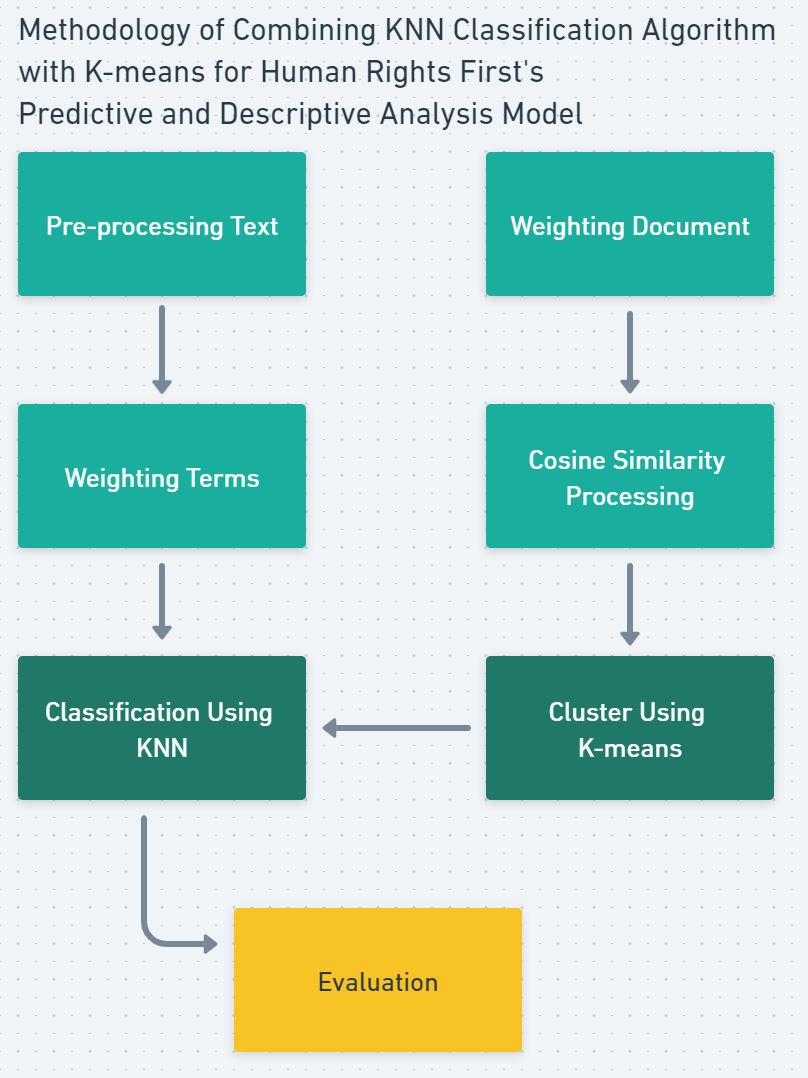 Methodology of Combining KNN Classification Algorithm
with K-means for Human Rights First's
Predictive and Descriptive Analysis Model
Pre-processing Text
Weighting Document
Weighting Terms
Cosine Similarity
Processing
Classification Using
KNN
Cluster Using
K-means
Evaluation